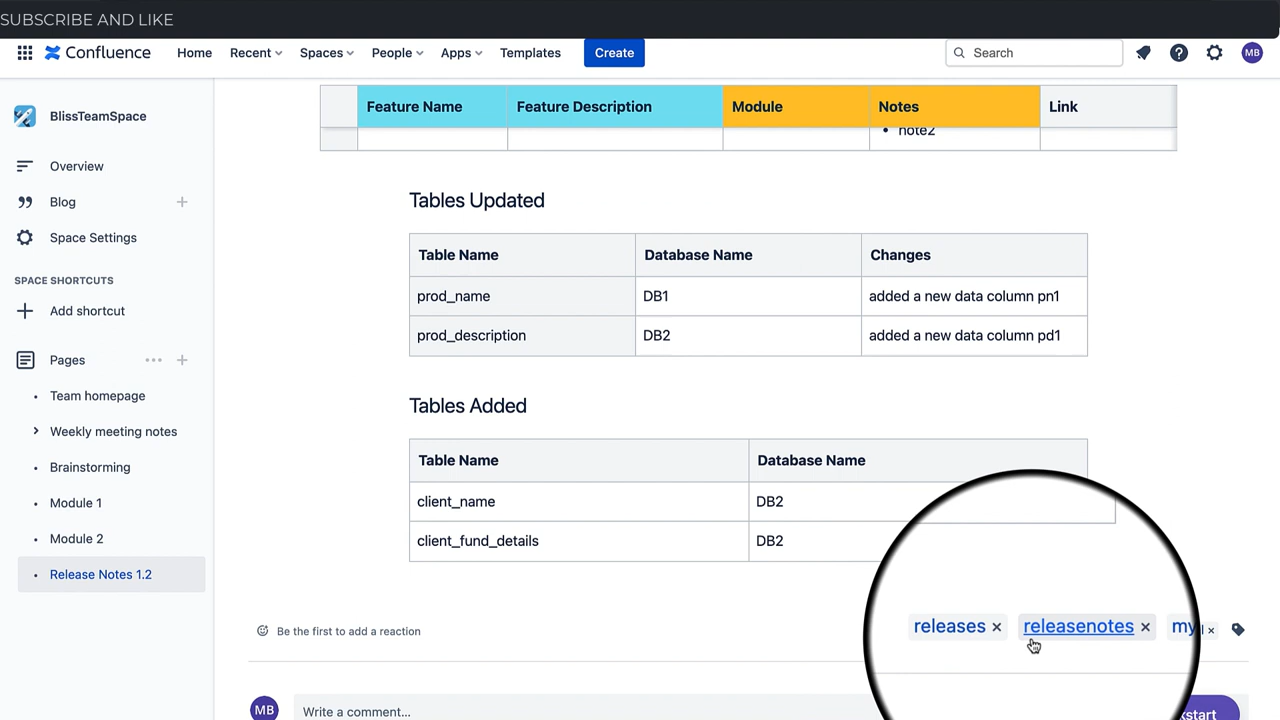 SUBSCRIBE AND LIKE
Confluence Home Recent Spaces People Apps Templates Create Search MB
BlissTeamSpace
Overview
Blog
Space Settings
SPACE SHORTCUTS
Add shortcut
Pages
Team homepage
Weekly meeting notes
Brainstorming
Module 1
Module 2
Release Notes 1.2
Feature Name Feature Description Module Notes Link
• note2
Tables Updated
Table Name Database Name Changes
prod_name DB1 added a new data column pn1
prod_description DB2 added a new data column pd1
Tables Added
Table Name Database Name
client_name DB2
client_fund_details DB2
Be the first to add a reaction
releases × releasenotes ×
MB Write a comment...